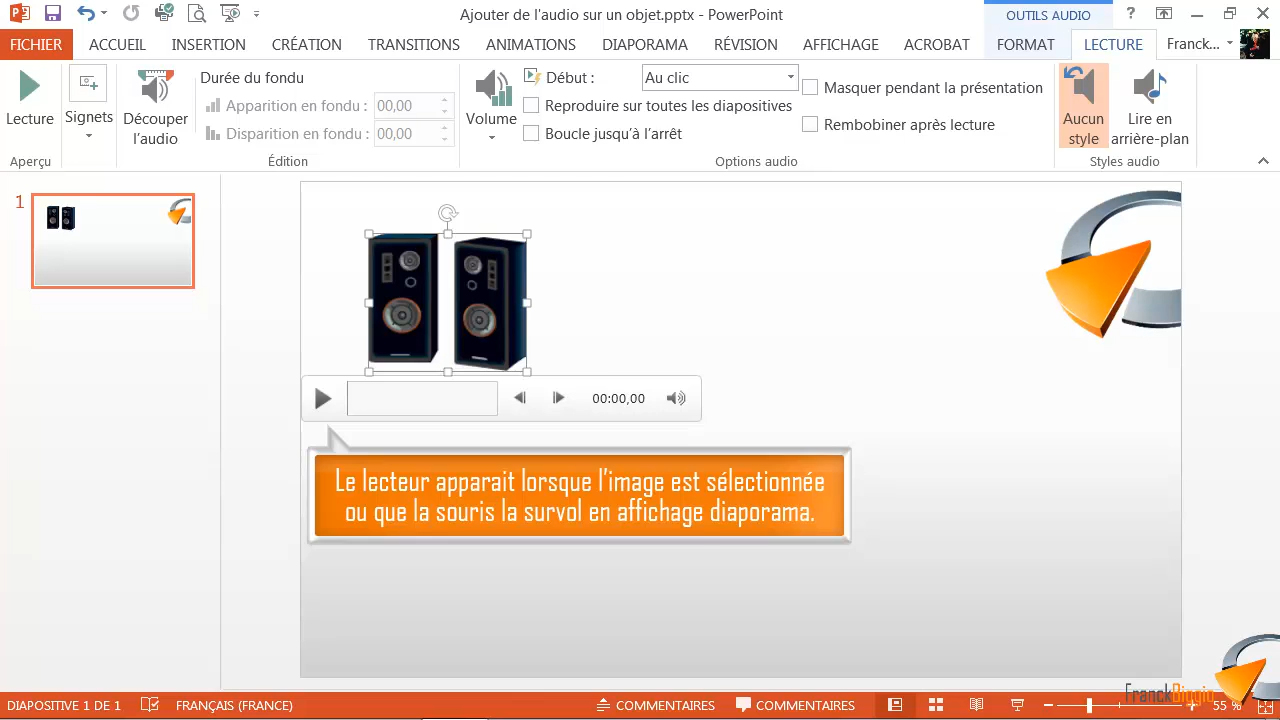 Ajouter de l'audio sur un objet.pptx - PowerPoint
OUTILS AUDIO
?
FICHIER
ACCUEIL
INSERTION
CRÉATION
TRANSITIONS
ANIMATIONS
DIAPORAMA
RÉVISION
AFFICHAGE
ACROBAT
FORMAT
LECTURE
Franck...
Lecture
Signets
Découper
l'audio
Durée du fondu
Apparition en fondu : 00,00
Disparition en fondu : 00,00
Volume
Début : Au clic
Reproduire sur toutes les diapositives
Boucle jusqu'à l'arrêt
Masquer pendant la présentation
Rembobiner après lecture
Aucun
style
Lire en
arrière-plan
Aperçu
Édition
Options audio
Styles audio
1
00:00,00
Le lecteur apparait lorsque l'image est sélectionnée
ou que la souris la survol en affichage diaporama.
FranckBiggio
DIAPOSITIVE 1 DE 1
FRANÇAIS (FRANCE)
COMMENTAIRES
COMMENTAIRES
55 %